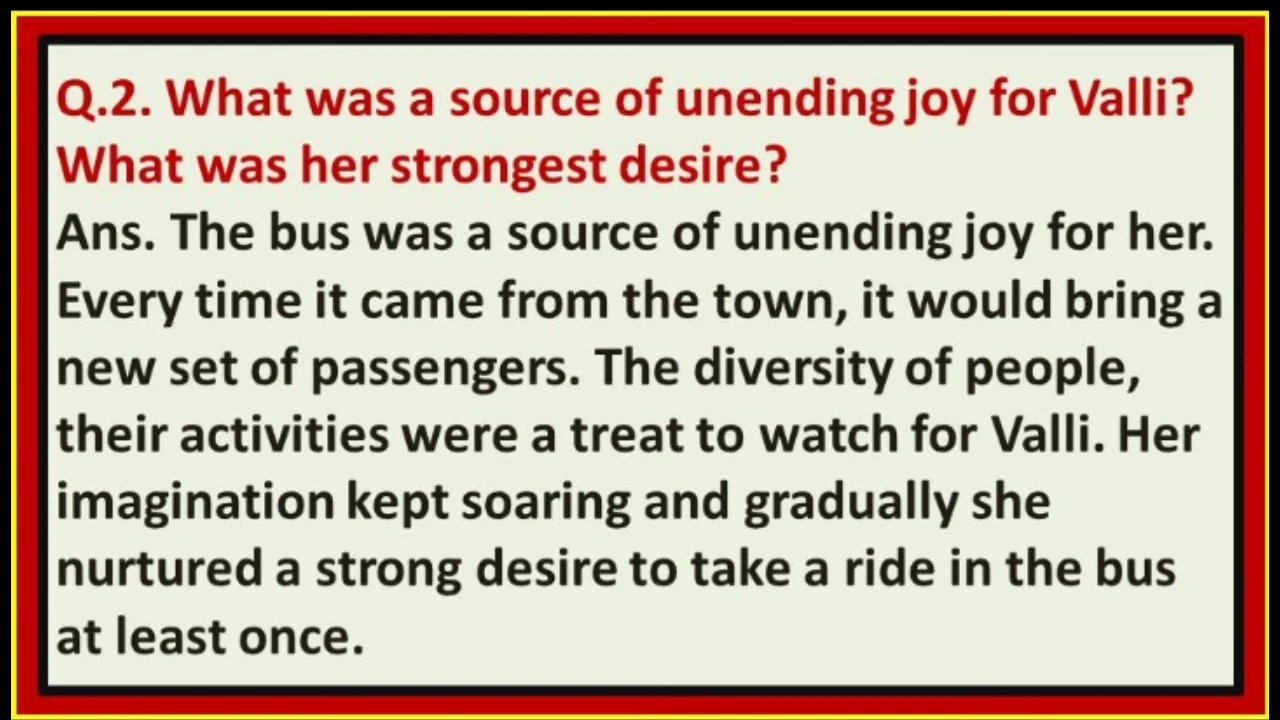 Q.2. What was a source of unending joy for Valli?
What was her strongest desire?
Ans. The bus was a source of unending joy for her.
Every time it came from the town, it would bring a
new set of passengers. The diversity of people,
their activities were a treat to watch for Valli. Her
imagination kept soaring and gradually she
nurtured a strong desire to take a ride in the bus
at least once.